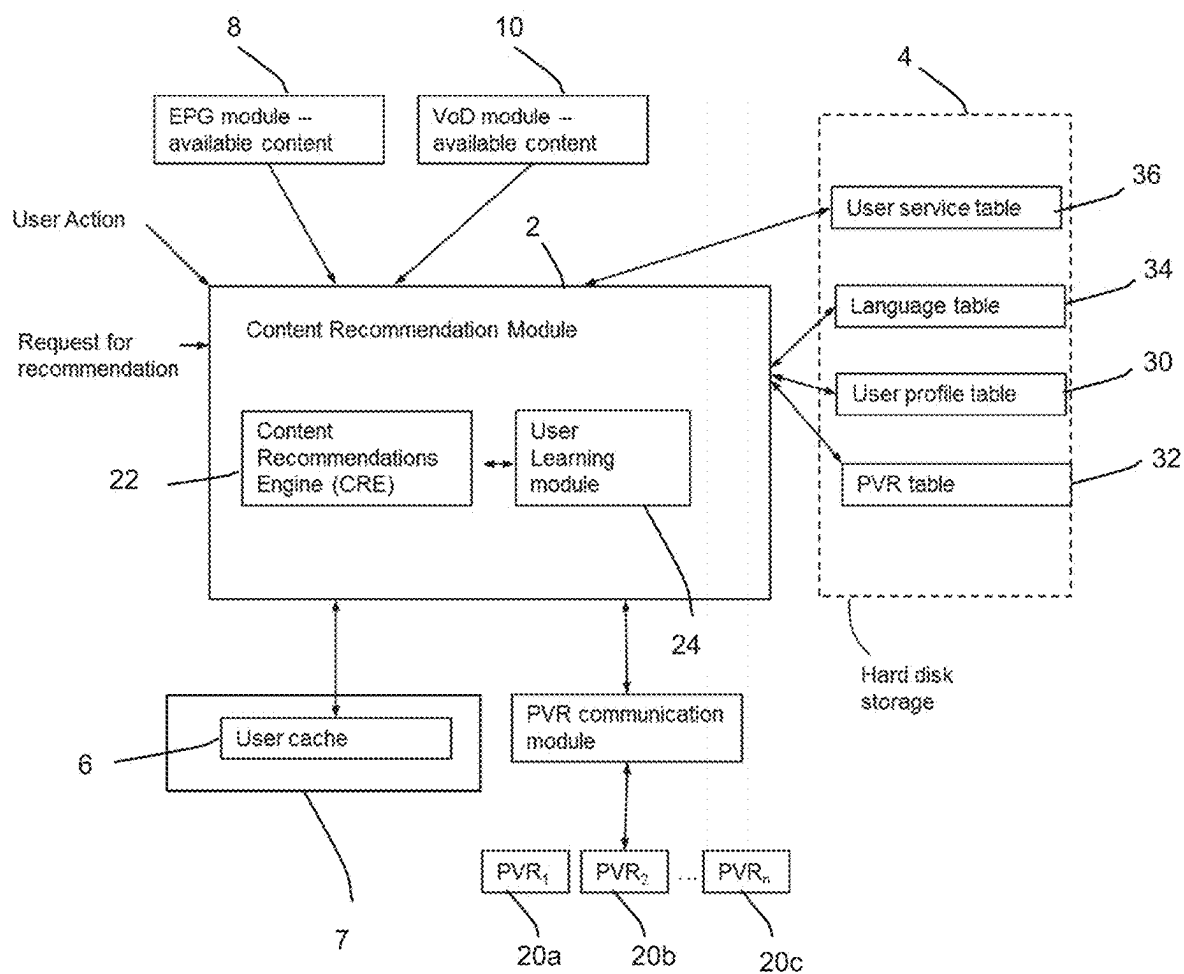 8
10
4
EPG module –
available content
VoD module –
available content
36
User service table
User Action
2
34
Language table
Content Recommendation Module
Request for
recommendation
30
User profile table
Content
Recommendations
Engine (CRE)
User
Learning
module
22
32
PVR table
24
Hard disk
storage
User cache
PVR communication
module
6
PVR1
PVR2
...
PVRn
7
20a
20b
20c